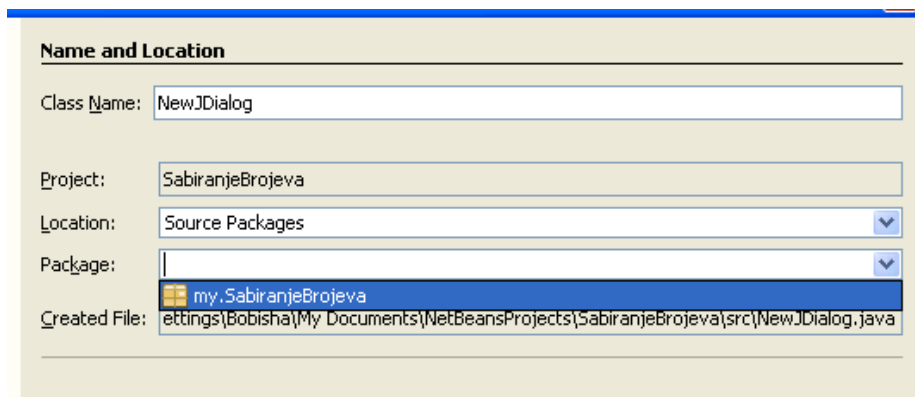 Name and Location
Class Name: NewJDialog
Project: SabiranjeBrojeva
Location: Source Packages
Package:
my.SabiranjeBrojeva
Created File: ettings\Bobisha\My Documents\NetBeansProjects\SabiranjeBrojeva\src\NewJDialog.java